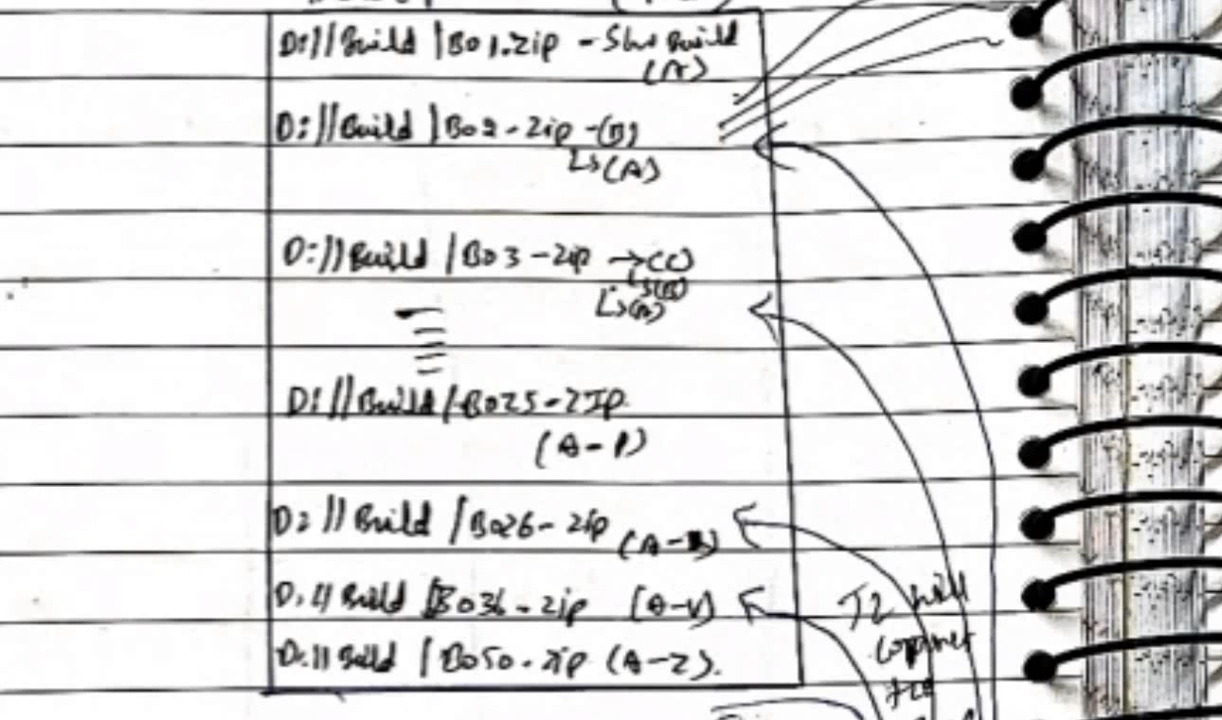 D://Build /B01.zip - Build
(A)
D://Build /B02-zip -(B)
↳(A)
D://Build /B03-zip →(C)
↳(B)
↳(A)
D://Build/B025-ZIP
(A-P)
D://Build /B026-zip (A-
D://Build /B036-zip (A-V)
D://Build /B050.zip (A-Z).
T2 will